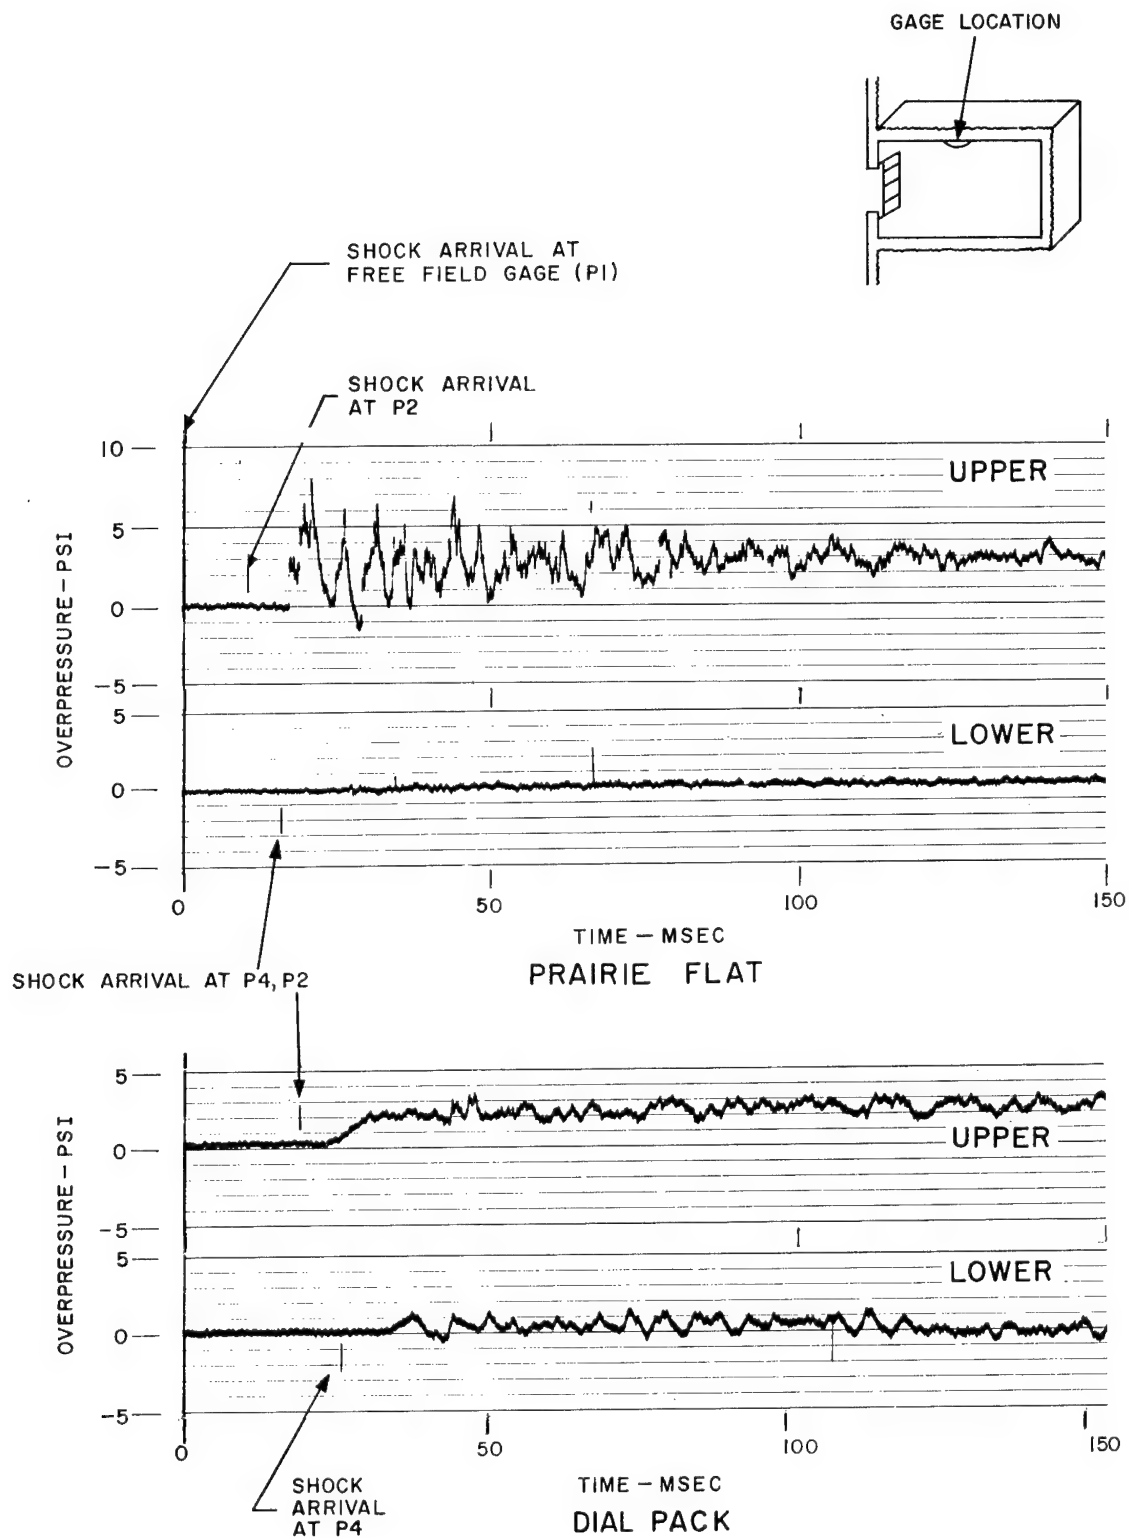 GAGE LOCATION
SHOCK ARRIVAL AT
FREE FIELD GAGE (P1)
SHOCK ARRIVAL
AT P2
10
UPPER
5
0
-5
OVERPRESSURE - PSI
5
LOWER
0
-5
0 50 100 150
TIME - MSEC
PRAIRIE FLAT
SHOCK ARRIVAL AT P4, P2
5
0
UPPER
-5
OVERPRESSURE - PSI
5
LOWER
0
-5
0 50 100 150
SHOCK
ARRIVAL
AT P4
TIME - MSEC
DIAL PACK